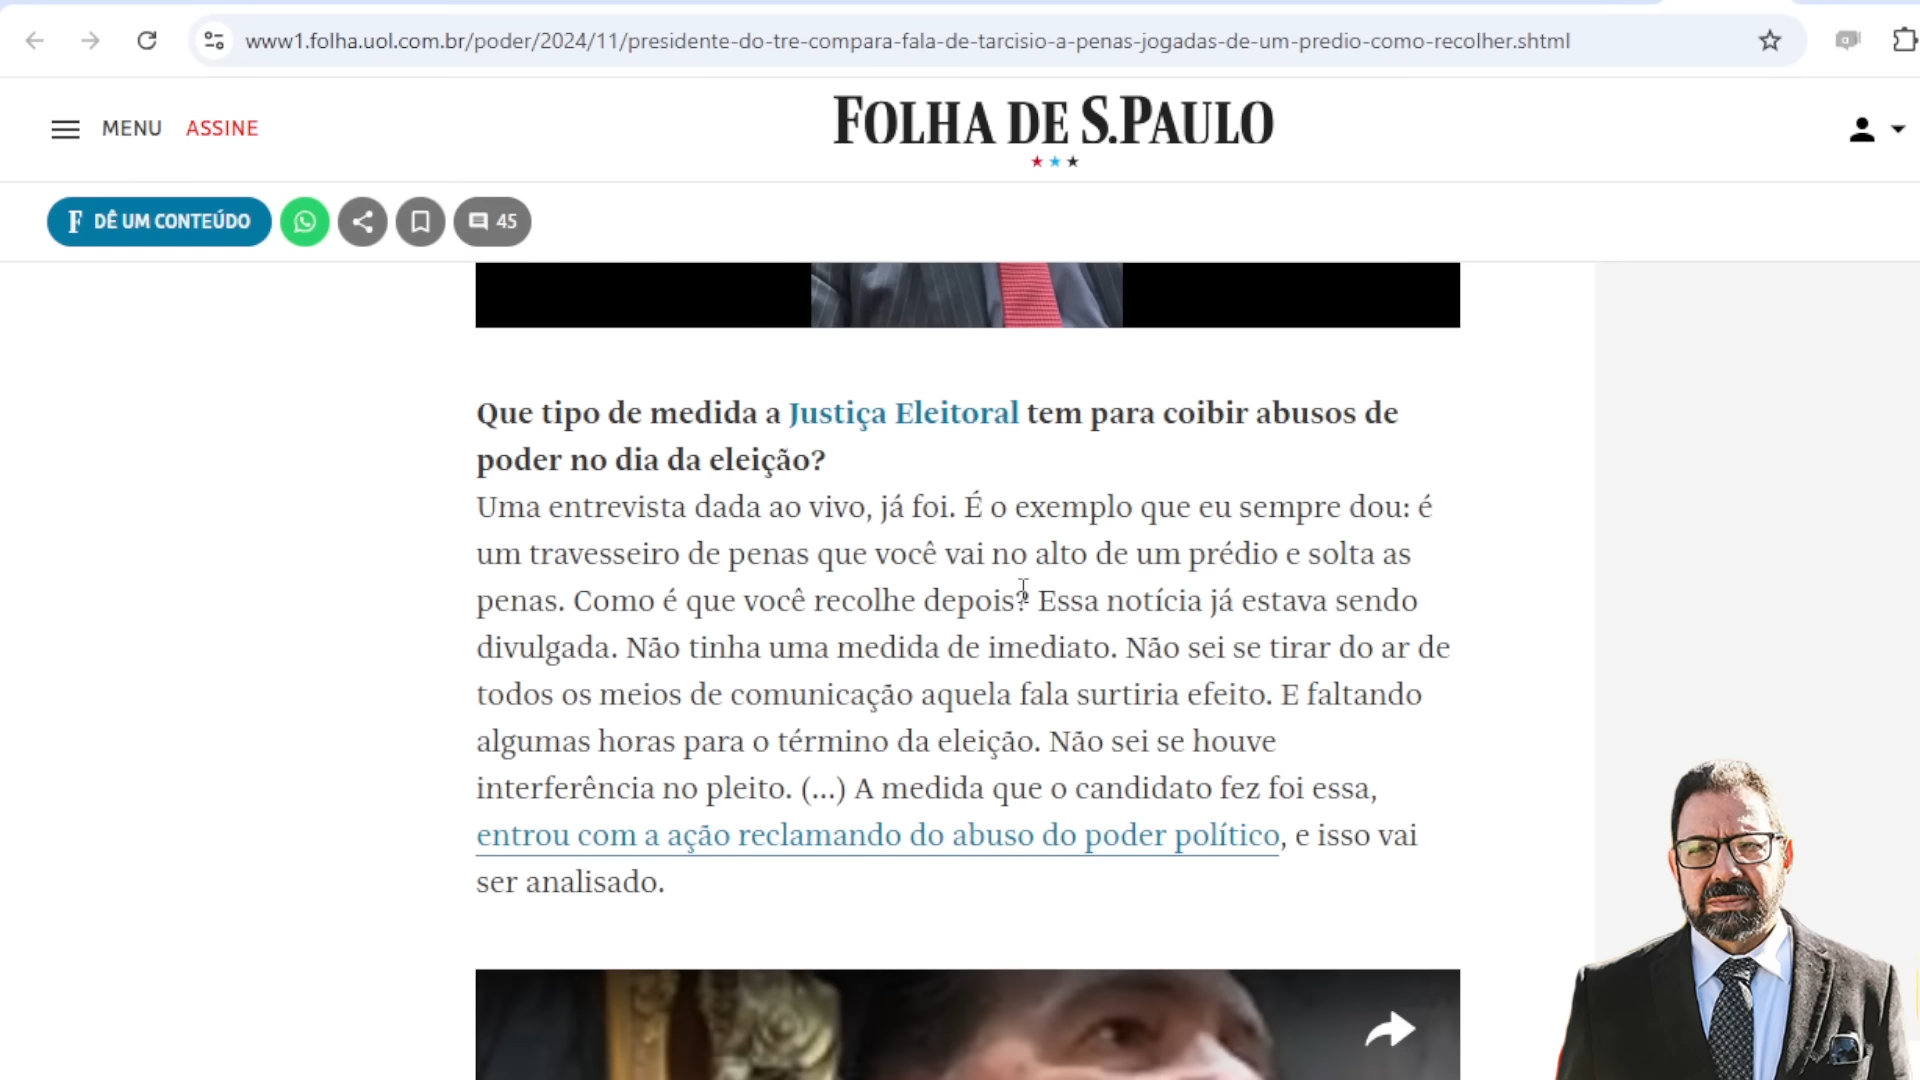 www1.folha.uol.com.br/poder/2024/11/presidente-do-tre-compara-fala-de-tarcisio-a-penas-jogadas-de-um-predio-como-recolher.shtml
MENU ASSINE FOLHA DE S.PAULO
F DÊ UM CONTEÚDO 45
Que tipo de medida a Justiça Eleitoral tem para coibir abusos de
poder no dia da eleição?
Uma entrevista dada ao vivo, já foi. É o exemplo que eu sempre dou: é
um travesseiro de penas que você vai no alto de um prédio e solta as
penas. Como é que você recolhe depois? Essa notícia já estava sendo
divulgada. Não tinha uma medida de imediato. Não sei se tirar do ar de
todos os meios de comunicação aquela fala surtiria efeito. E faltando
algumas horas para o término da eleição. Não sei se houve
interferência no pleito. (...) A medida que o candidato fez foi essa,
entrou com a ação reclamando do abuso do poder político, e isso vai
ser analisado.